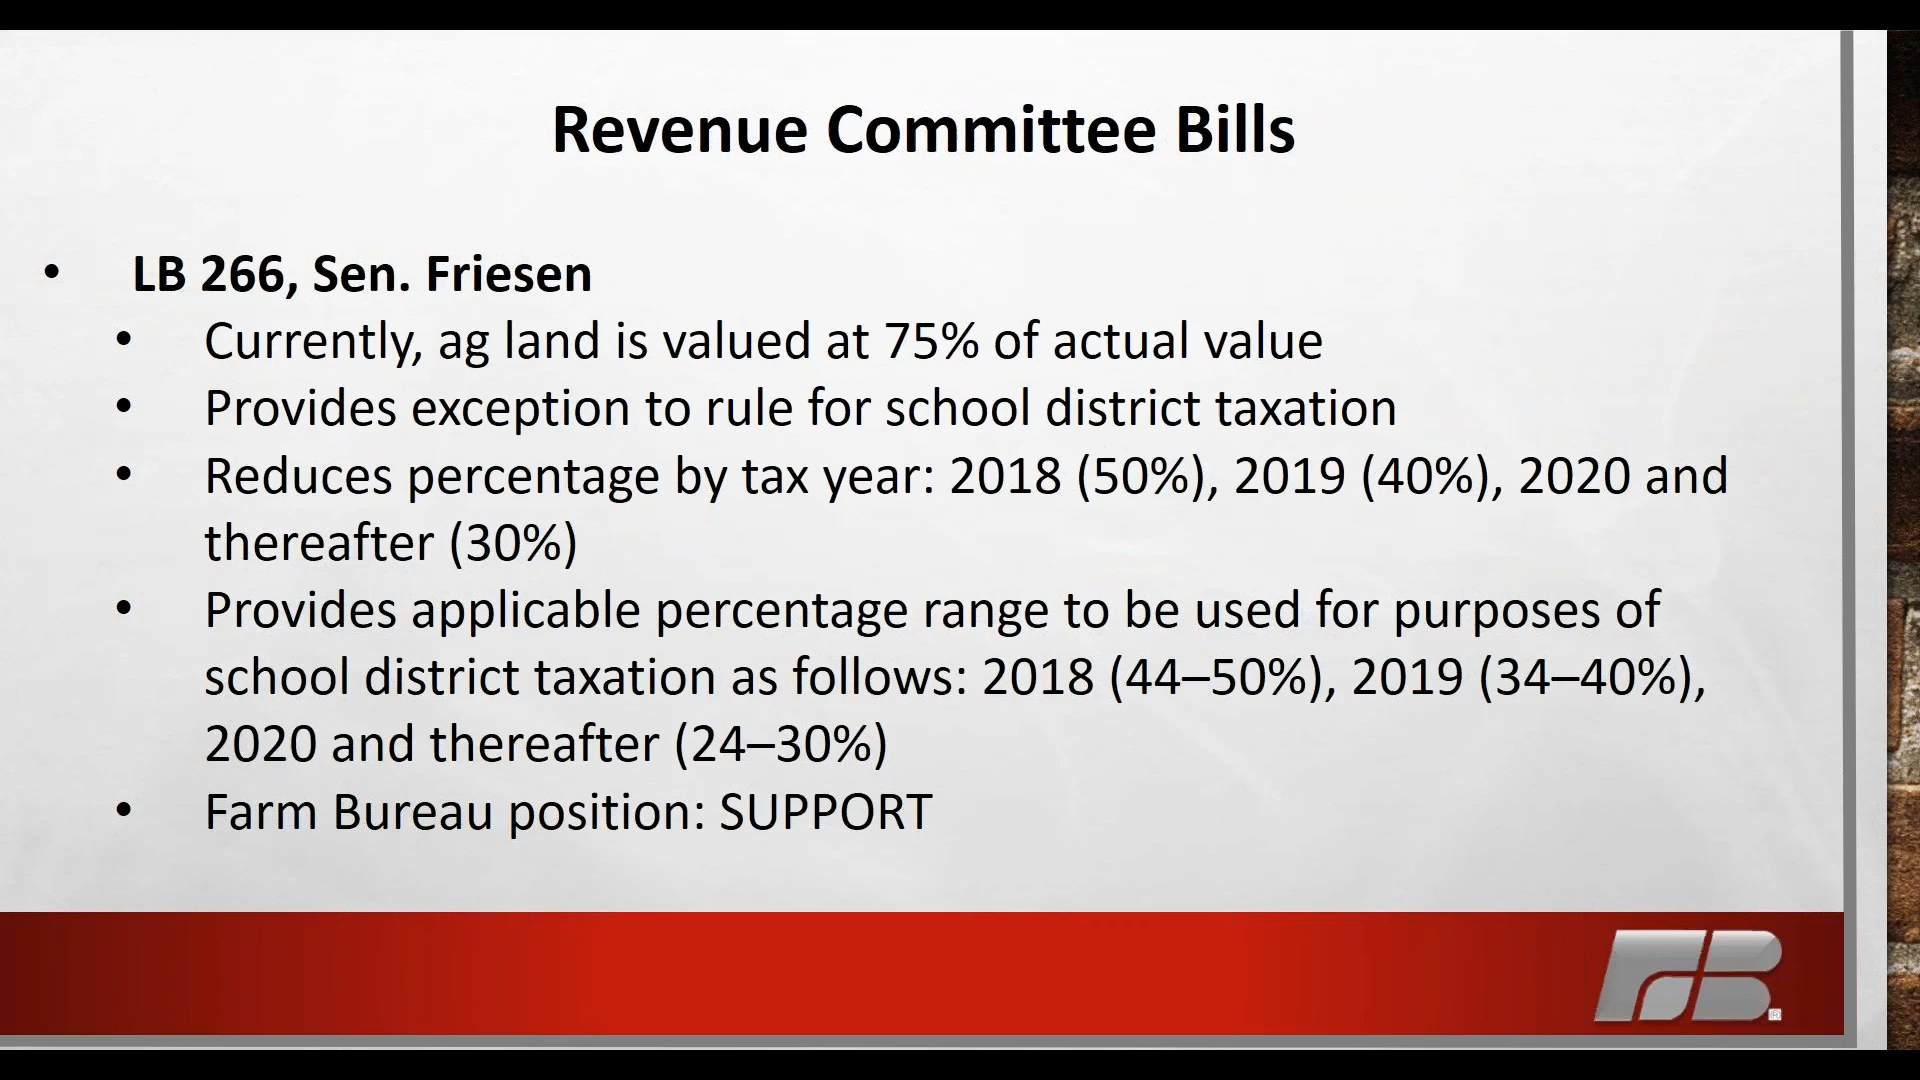 Revenue Committee Bills
• LB 266, Sen. Friesen
• Currently, ag land is valued at 75% of actual value
• Provides exception to rule for school district taxation
• Reduces percentage by tax year: 2018 (50%), 2019 (40%), 2020 and
thereafter (30%)
• Provides applicable percentage range to be used for purposes of
school district taxation as follows: 2018 (44–50%), 2019 (34–40%),
2020 and thereafter (24–30%)
• Farm Bureau position: SUPPORT
FB®